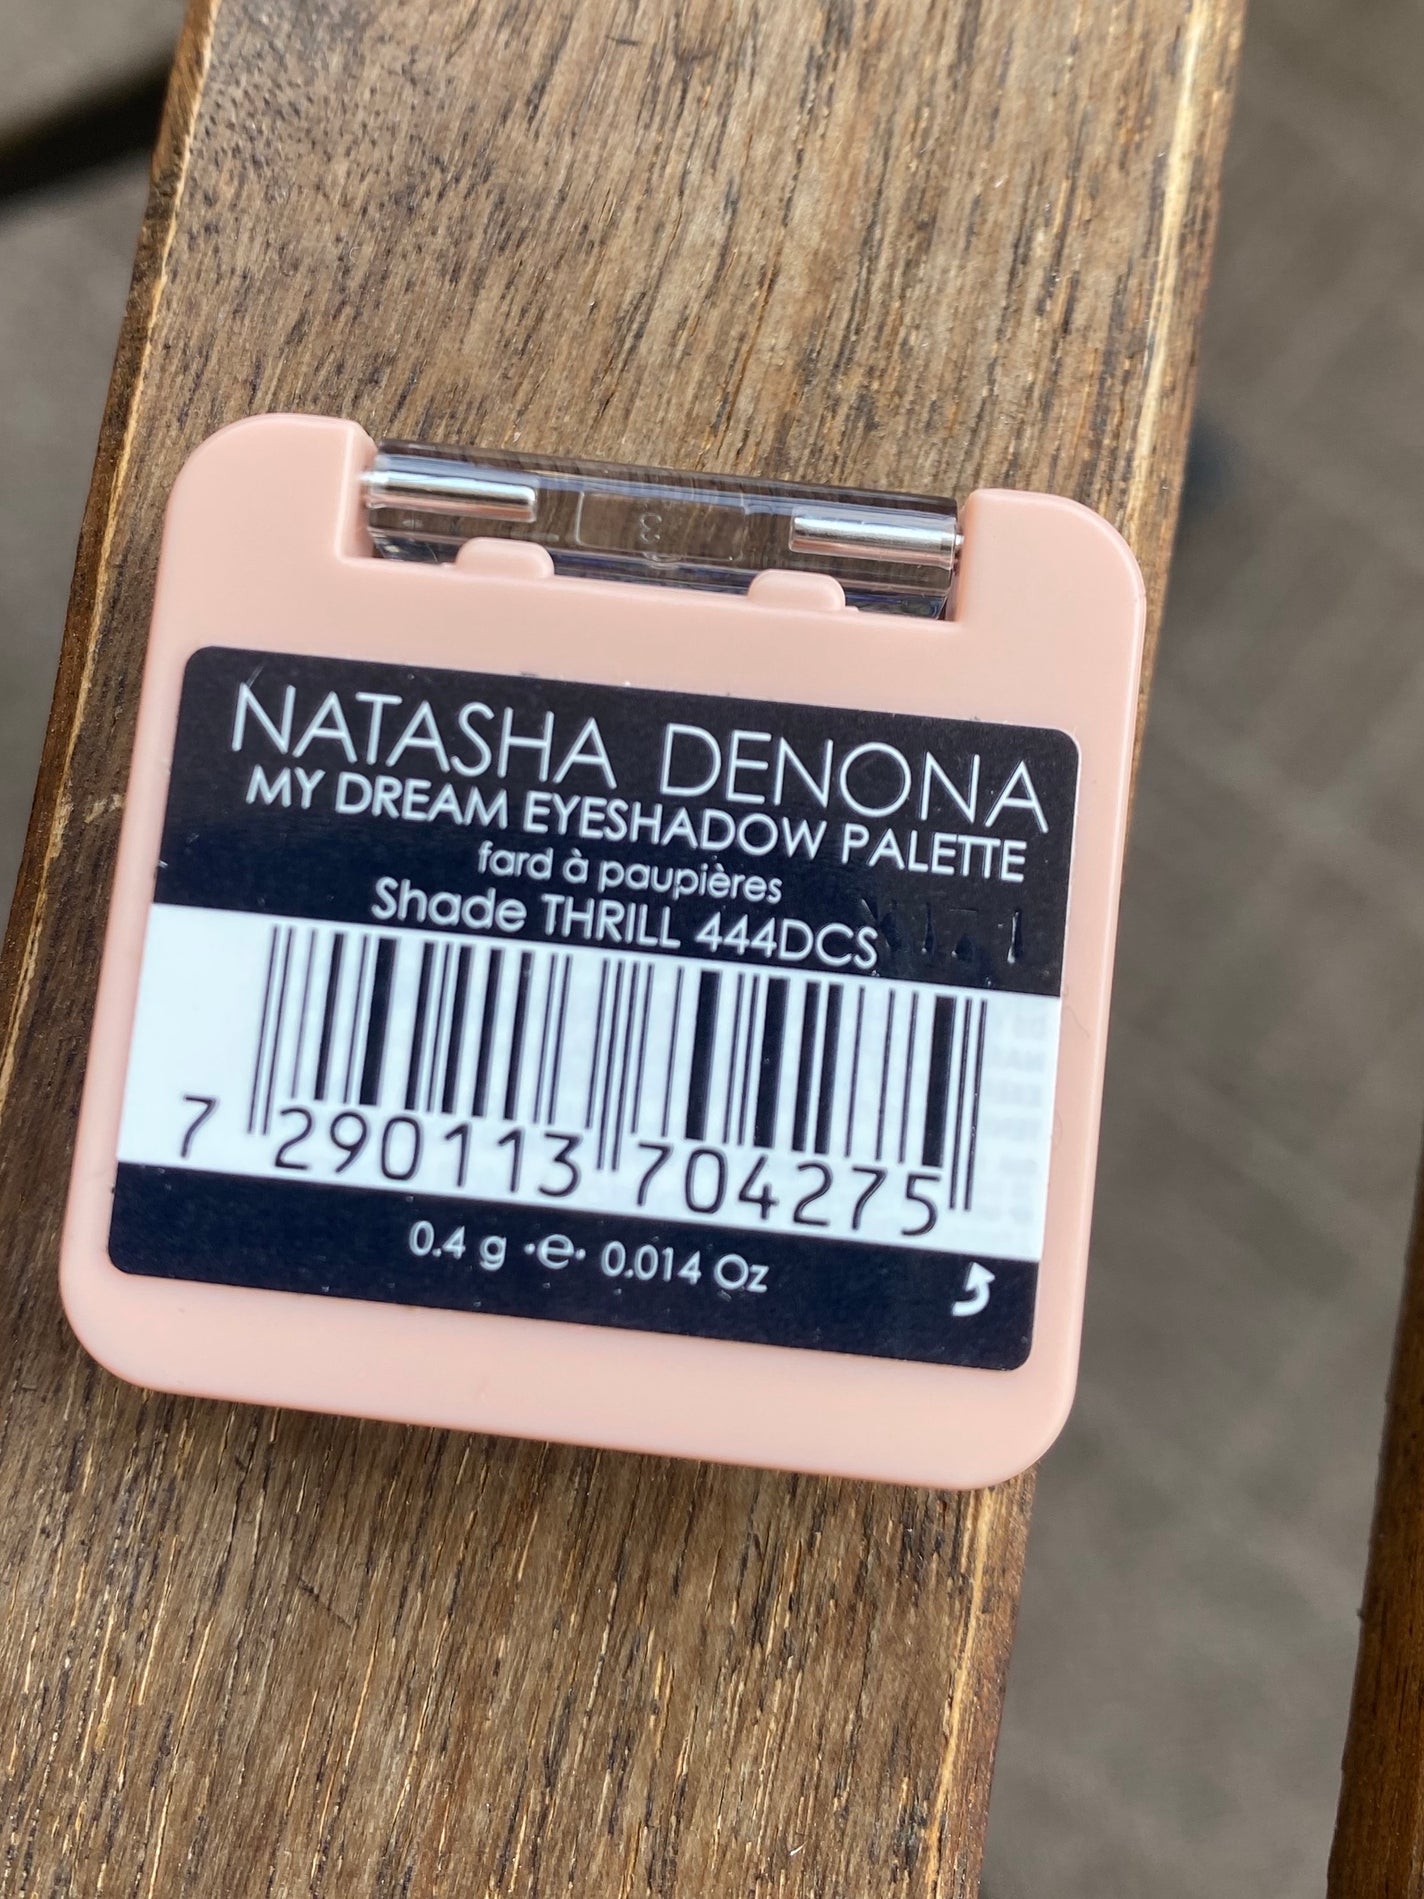 NATASHA DENONA
MY DREAM EYESHADOW PALETTE
fard à paupières
Shade THRILL 444DCS
7 290113 704275
0.4 g ·e· 0.014 Oz
3